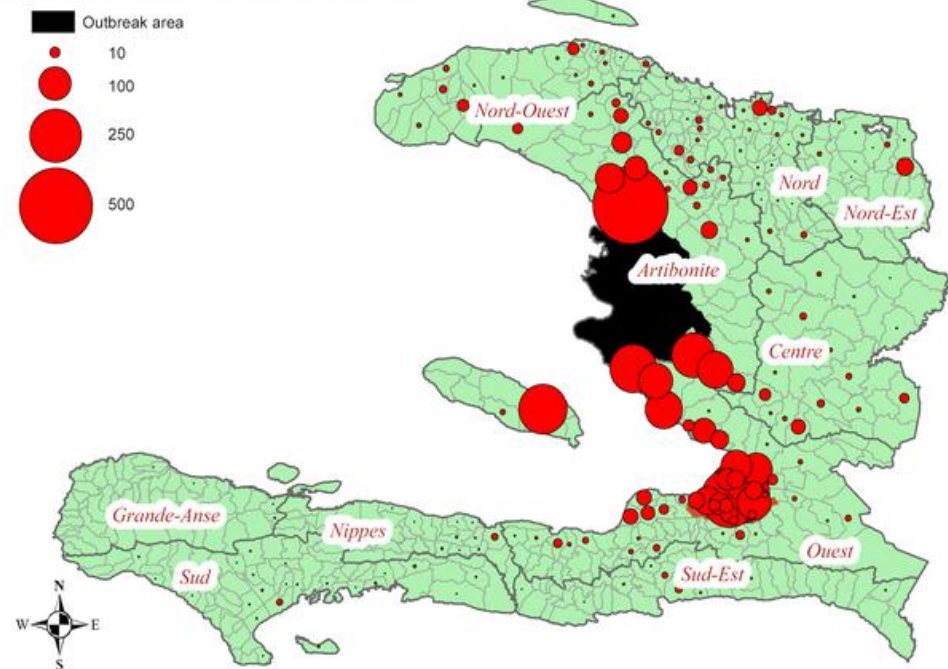 Outbreak area
10
100
250
500
Nord-Ouest
Nord
Nord-Est
Artibonite
Centre
Grande-Anse
Nippes
Ouest
Sud
Sud-Est
N
W
E
S